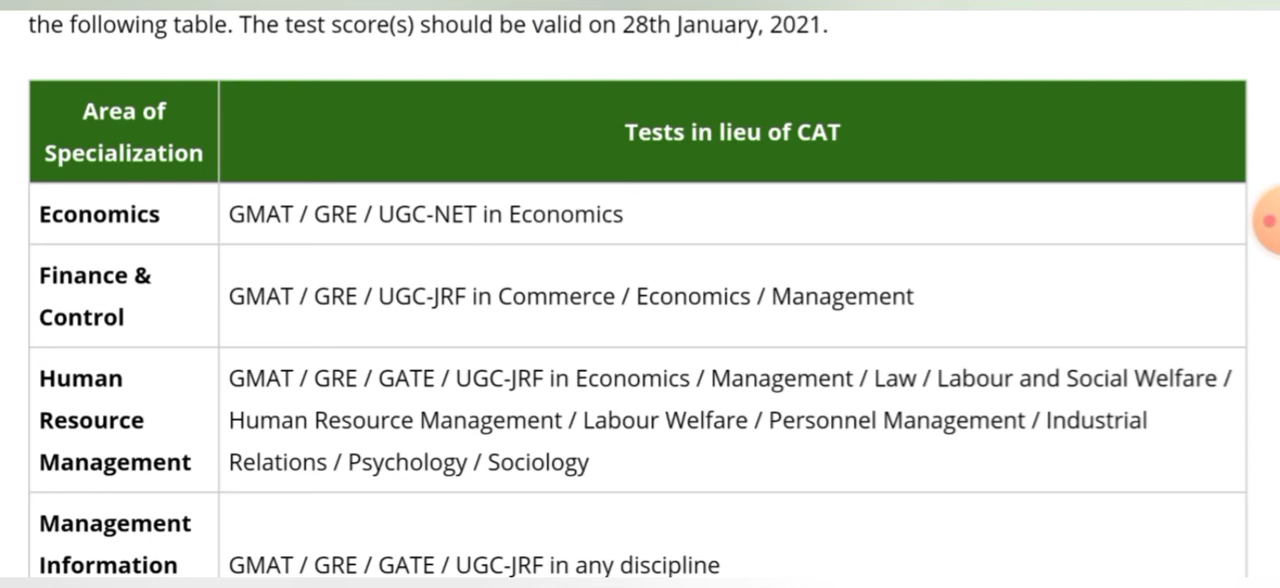 the following table. The test score(s) should be valid on 28th January, 2021.
Area of
Specialization
Tests in lieu of CAT
Economics
GMAT / GRE / UGC-NET in Economics
Finance &
Control
GMAT / GRE / UGC-JRF in Commerce / Economics / Management
Human
Resource
Management
GMAT / GRE / GATE / UGC-JRF in Economics / Management / Law / Labour and Social Welfare /
Human Resource Management / Labour Welfare / Personnel Management / Industrial
Relations / Psychology / Sociology
Management
Information
GMAT / GRE / GATE / UGC-JRF in any discipline